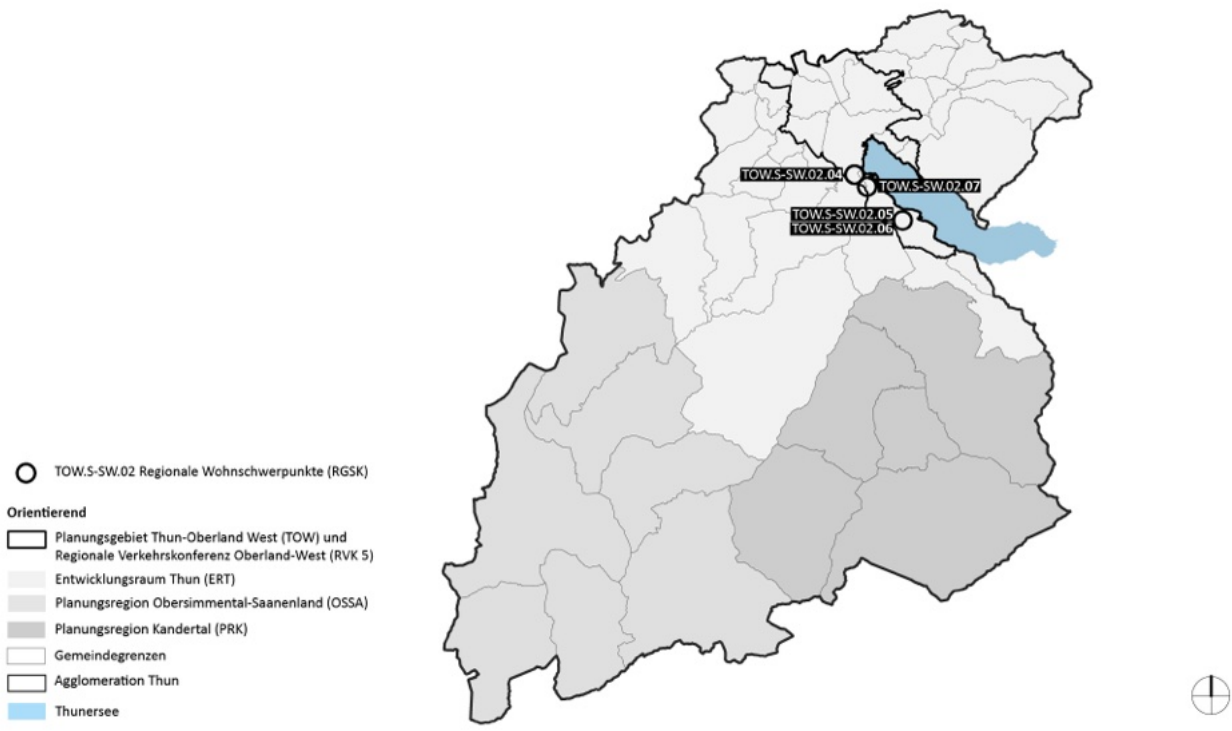 TOW.S-SW.02.04
TOW.S-SW.02.07
TOW.S-SW.02.05
TOW.S-SW.02.06
TOW.S-SW.02 Regionale Wohnschwerpunkte (RGSK)
Orientierend
Planungsgebiet Thun-Oberland West (TOW) und
Regionale Verkehrskonferenz Oberland-West (RVK 5)
Entwicklungsraum Thun (ERT)
Planungsregion Obersimmental-Saanenland (OSSA)
Planungsregion Kandertal (PRK)
Gemeindegrenzen
Agglomeration Thun
Thunersee